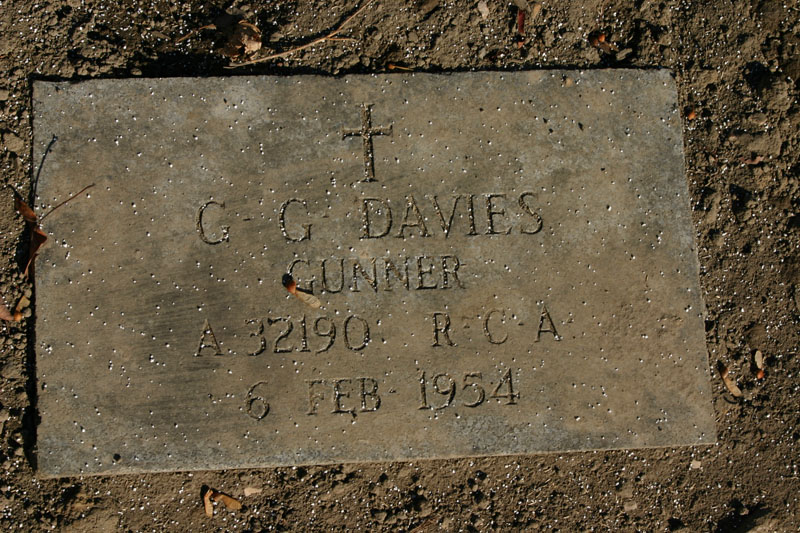 G· G· DAVIES
GUNNER
A 32190 R·C·A·
6 FEB 1954